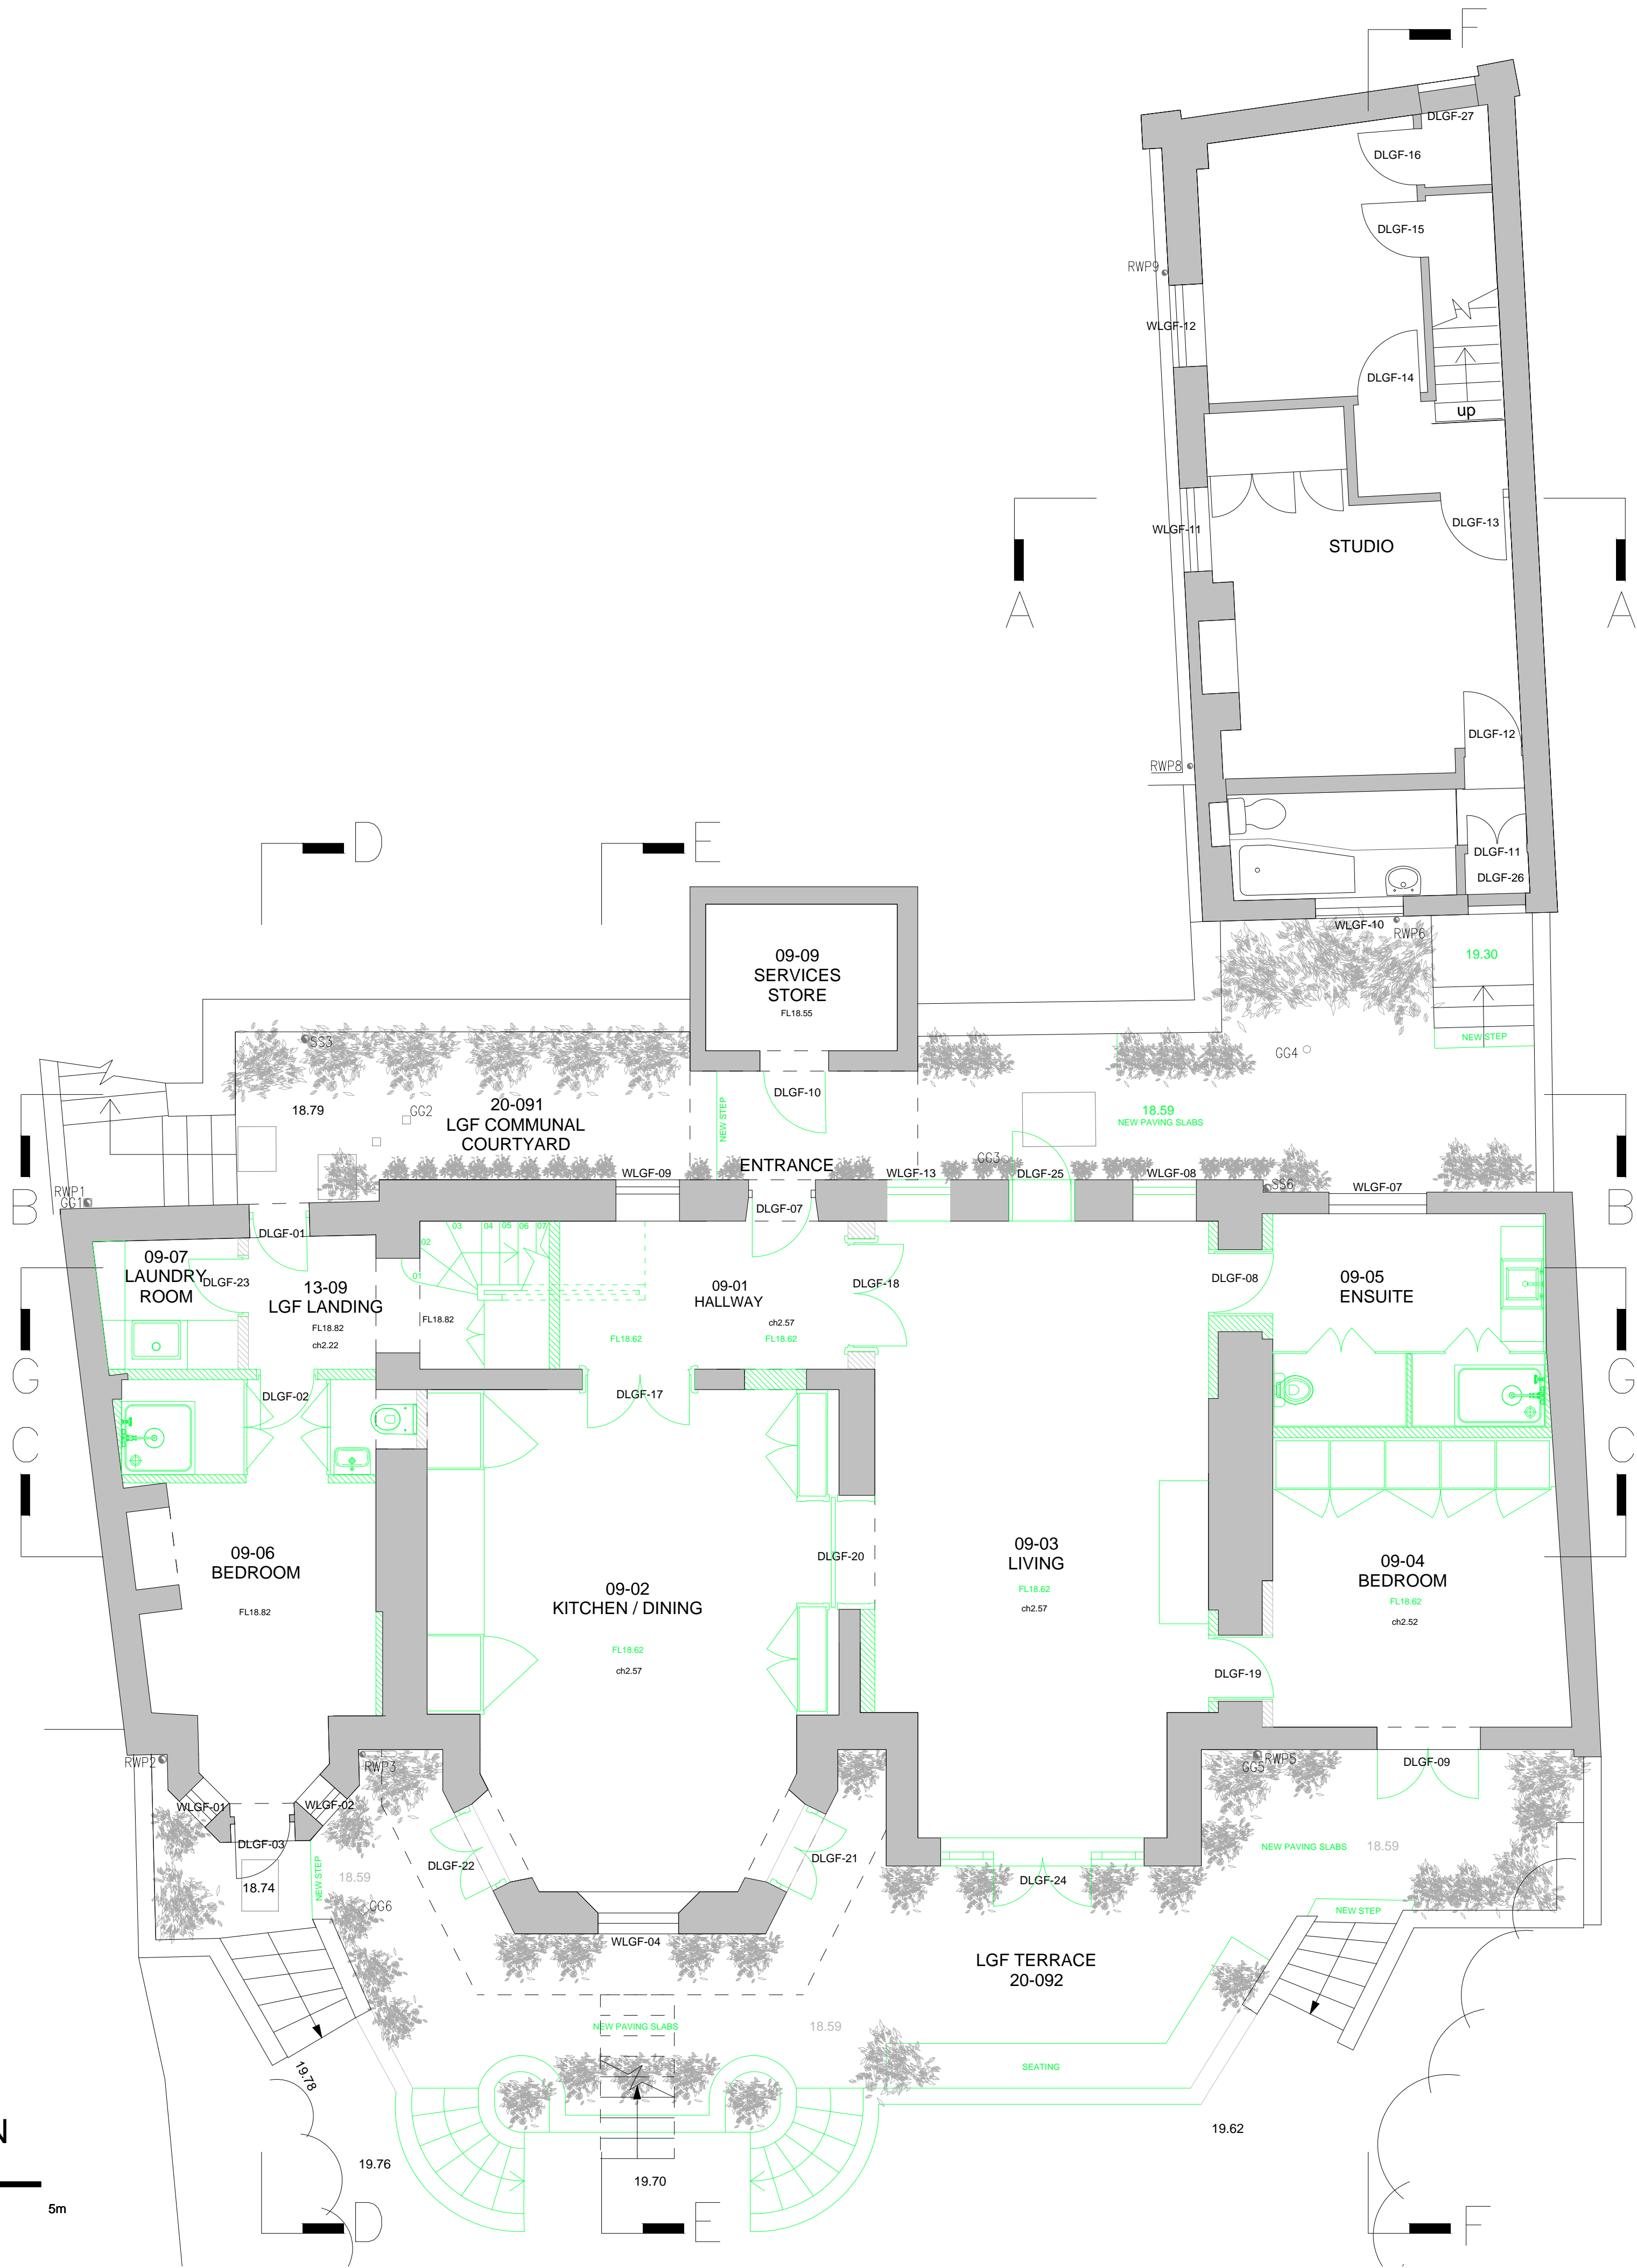 F
DLGF-27
DLGF-16
DLGF-15
RWP9
WLGF-12
DLGF-14
up
WLGF-11
DLGF-13
STUDIO
A
A
DLGF-12
RWP8
D
E
DLGF-11
DLGF-26
WLGF-10
RWP6
09-09
SERVICES
STORE
FL18.55
19.30
NEW STEP
SS3
GG4
18.79
GG2
20-091
LGF COMMUNAL
COURTYARD
NEW STEP
DLGF-10
18.59
NEW PAVING SLABS
ENTRANCE
WLGF-09
WLGF-13
GG3
DLGF-25
WLGF-08
SS6
WLGF-07
B
B
RWP1
GG1
DLGF-01
DLGF-07
09-07
LAUNDRY
ROOM
DLGF-23
13-09
LGF LANDING
FL18.82
ch2.22
FL18.82
01
02
03
04
05
06
07
09-01
HALLWAY
ch2.57
FL18.62
FL18.62
DLGF-18
DLGF-08
09-05
ENSUITE
G
G
DLGF-02
DLGF-17
C
C
09-06
BEDROOM
FL18.82
09-02
KITCHEN / DINING
FL18.62
ch2.57
DLGF-20
09-03
LIVING
FL18.62
ch2.57
09-04
BEDROOM
FL18.62
ch2.52
DLGF-19
RWP2
RWP3
GG5
RWP5
DLGF-09
WLGF-01
WLGF-02
DLGF-03
18.74
NEW STEP
18.59
GG6
DLGF-22
DLGF-21
DLGF-24
NEW PAVING SLABS
18.59
NEW STEP
WLGF-04
LGF TERRACE
20-092
NEW PAVING SLABS
18.59
SEATING
19.78
19.76
19.70
19.62
N
5m
D
E
F